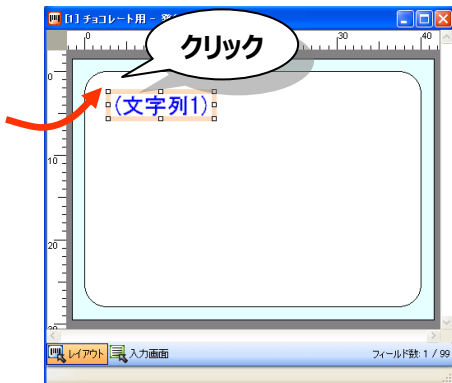 [1] チョコレート用 -
クリック
0
30
40
(文字列1)
0
10
20
レイアウト
入力画面
フィールド数: 1 / 99